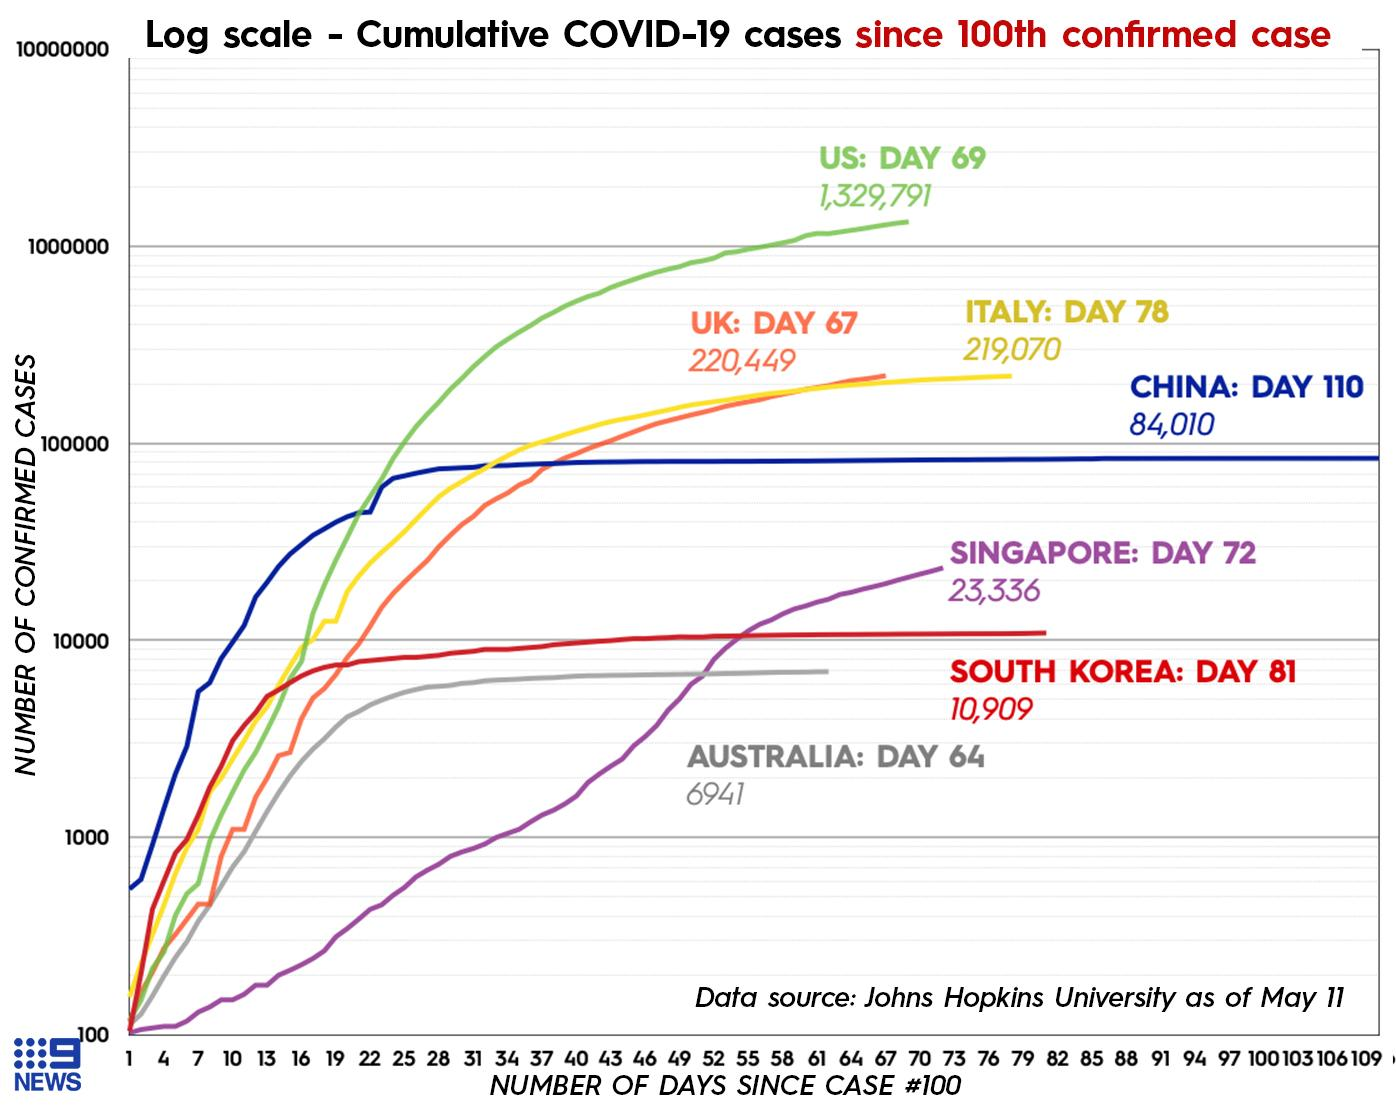 Log scale - Cumulative COVID-19 cases since 100th confirmed case
10000000
1000000
100000
10000
1000
100
NUMBER OF CONFIRMED CASES
US: DAY 69
1,329,791
UK: DAY 67
220,449
ITALY: DAY 78
219,070
CHINA: DAY 110
84,010
SINGAPORE: DAY 72
23,336
SOUTH KOREA: DAY 81
10,909
AUSTRALIA: DAY 64
6941
Data source: Johns Hopkins University as of May 11
1 4 7 10 13 16 19 22 25 28 31 34 37 40 43 46 49 52 55 58 61 64 67 70 73 76 79 82 85 88 91 94 97 100 103 106 109
NUMBER OF DAYS SINCE CASE #100
9
NEWS